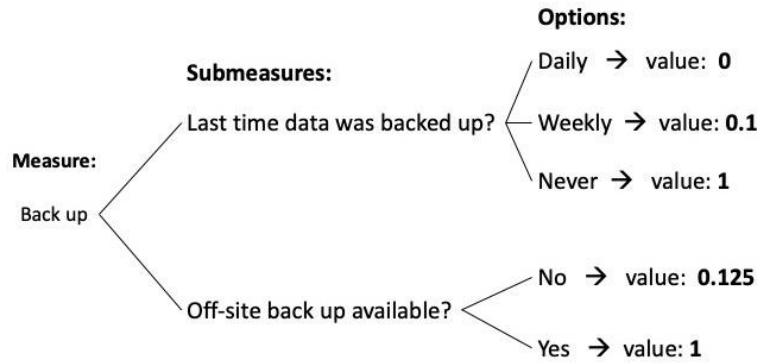 Options:
Daily → value: 0
Submeasures:
Last time data was backed up?
Weekly → value: 0.1
Measure:
Never → value: 1
Back up
No → value: 0.125
Off-site back up available?
Yes → value: 1